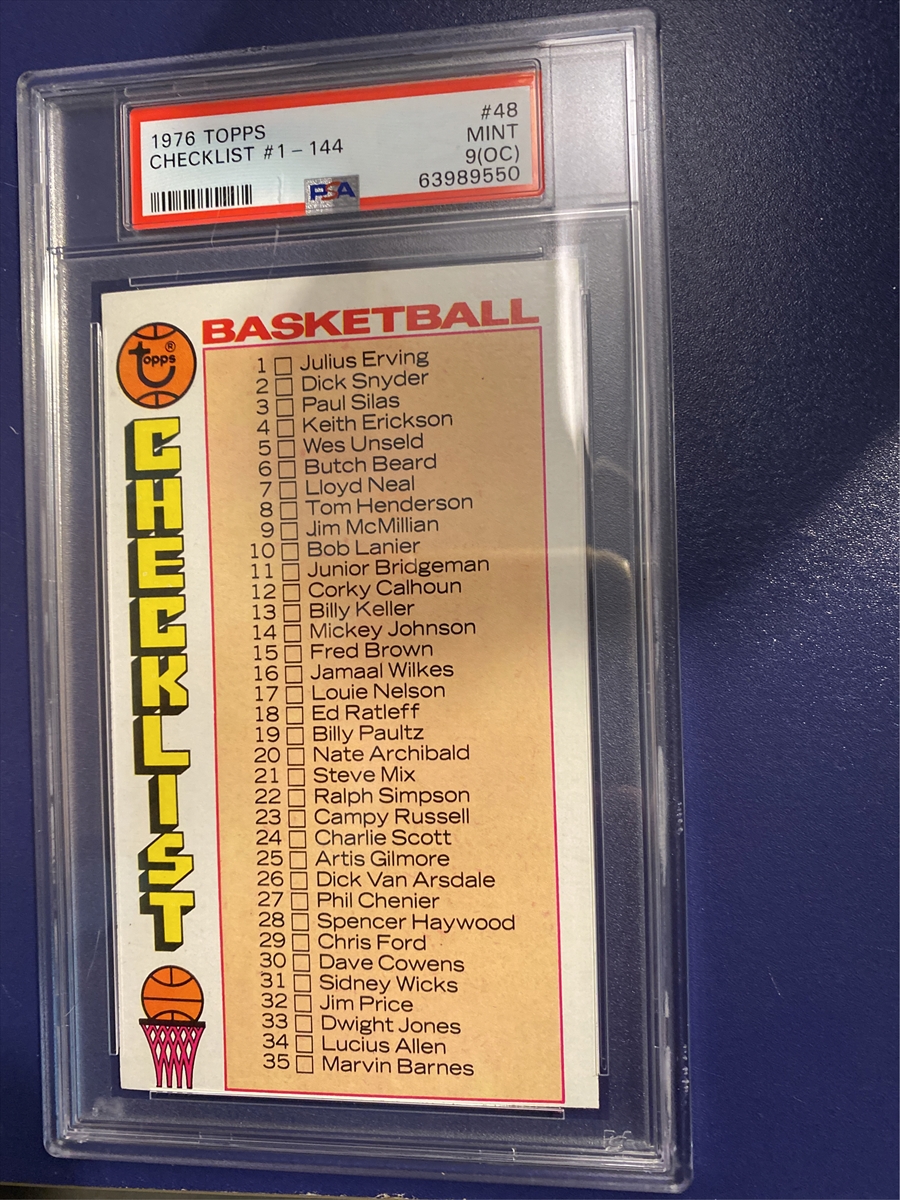 1976 TOPPS #48
CHECKLIST #1 - 144 MINT
9(OC)
PSA 63989550
BASKETBALL
topps ®
CHECKLIST
1 Julius Erving
2 Dick Snyder
3 Paul Silas
4 Keith Erickson
5 Wes Unseld
6 Butch Beard
7 Lloyd Neal
8 Tom Henderson
9 Jim McMillian
10 Bob Lanier
11 Junior Bridgeman
12 Corky Calhoun
13 Billy Keller
14 Mickey Johnson
15 Fred Brown
16 Jamaal Wilkes
17 Louie Nelson
18 Ed Ratleff
19 Billy Paultz
20 Nate Archibald
21 Steve Mix
22 Ralph Simpson
23 Campy Russell
24 Charlie Scott
25 Artis Gilmore
26 Dick Van Arsdale
27 Phil Chenier
28 Spencer Haywood
29 Chris Ford
30 Dave Cowens
31 Sidney Wicks
32 Jim Price
33 Dwight Jones
34 Lucius Allen
35 Marvin Barnes